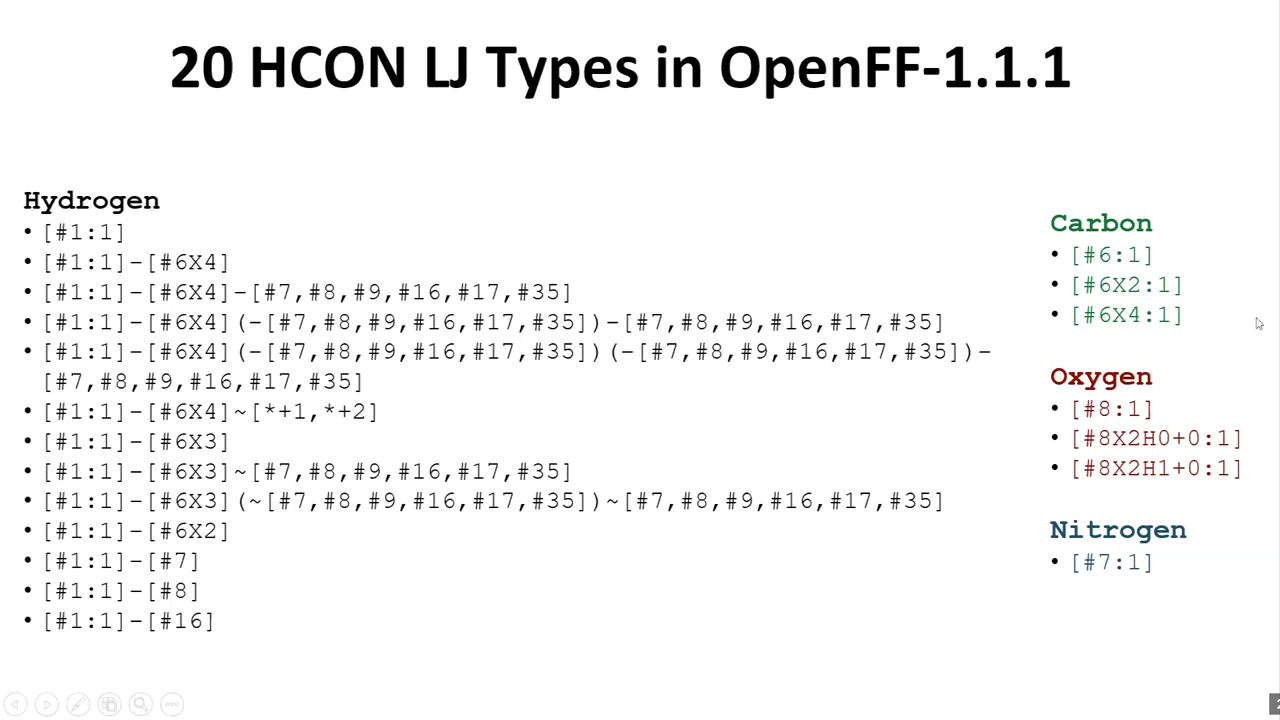 20 HCON LJ Types in OpenFF-1.1.1
Hydrogen
• [#1:1]
• [#1:1]-[#6X4]
• [#1:1]-[#6X4]-[#7,#8,#9,#16,#17,#35]
• [#1:1]-[#6X4](-[#7,#8,#9,#16,#17,#35])-[#7,#8,#9,#16,#17,#35]
• [#1:1]-[#6X4](-[#7,#8,#9,#16,#17,#35])(-[#7,#8,#9,#16,#17,#35])-
[#7,#8,#9,#16,#17,#35]
• [#1:1]-[#6X4]~[*+1,*+2]
• [#1:1]-[#6X3]
• [#1:1]-[#6X3]~[#7,#8,#9,#16,#17,#35]
• [#1:1]-[#6X3](~[#7,#8,#9,#16,#17,#35])~[#7,#8,#9,#16,#17,#35]
• [#1:1]-[#6X2]
• [#1:1]-[#7]
• [#1:1]-[#8]
• [#1:1]-[#16]
Carbon
• [#6:1]
• [#6X2:1]
• [#6X4:1]
Oxygen
• [#8:1]
• [#8X2H0+0:1]
• [#8X2H1+0:1]
Nitrogen
• [#7:1]